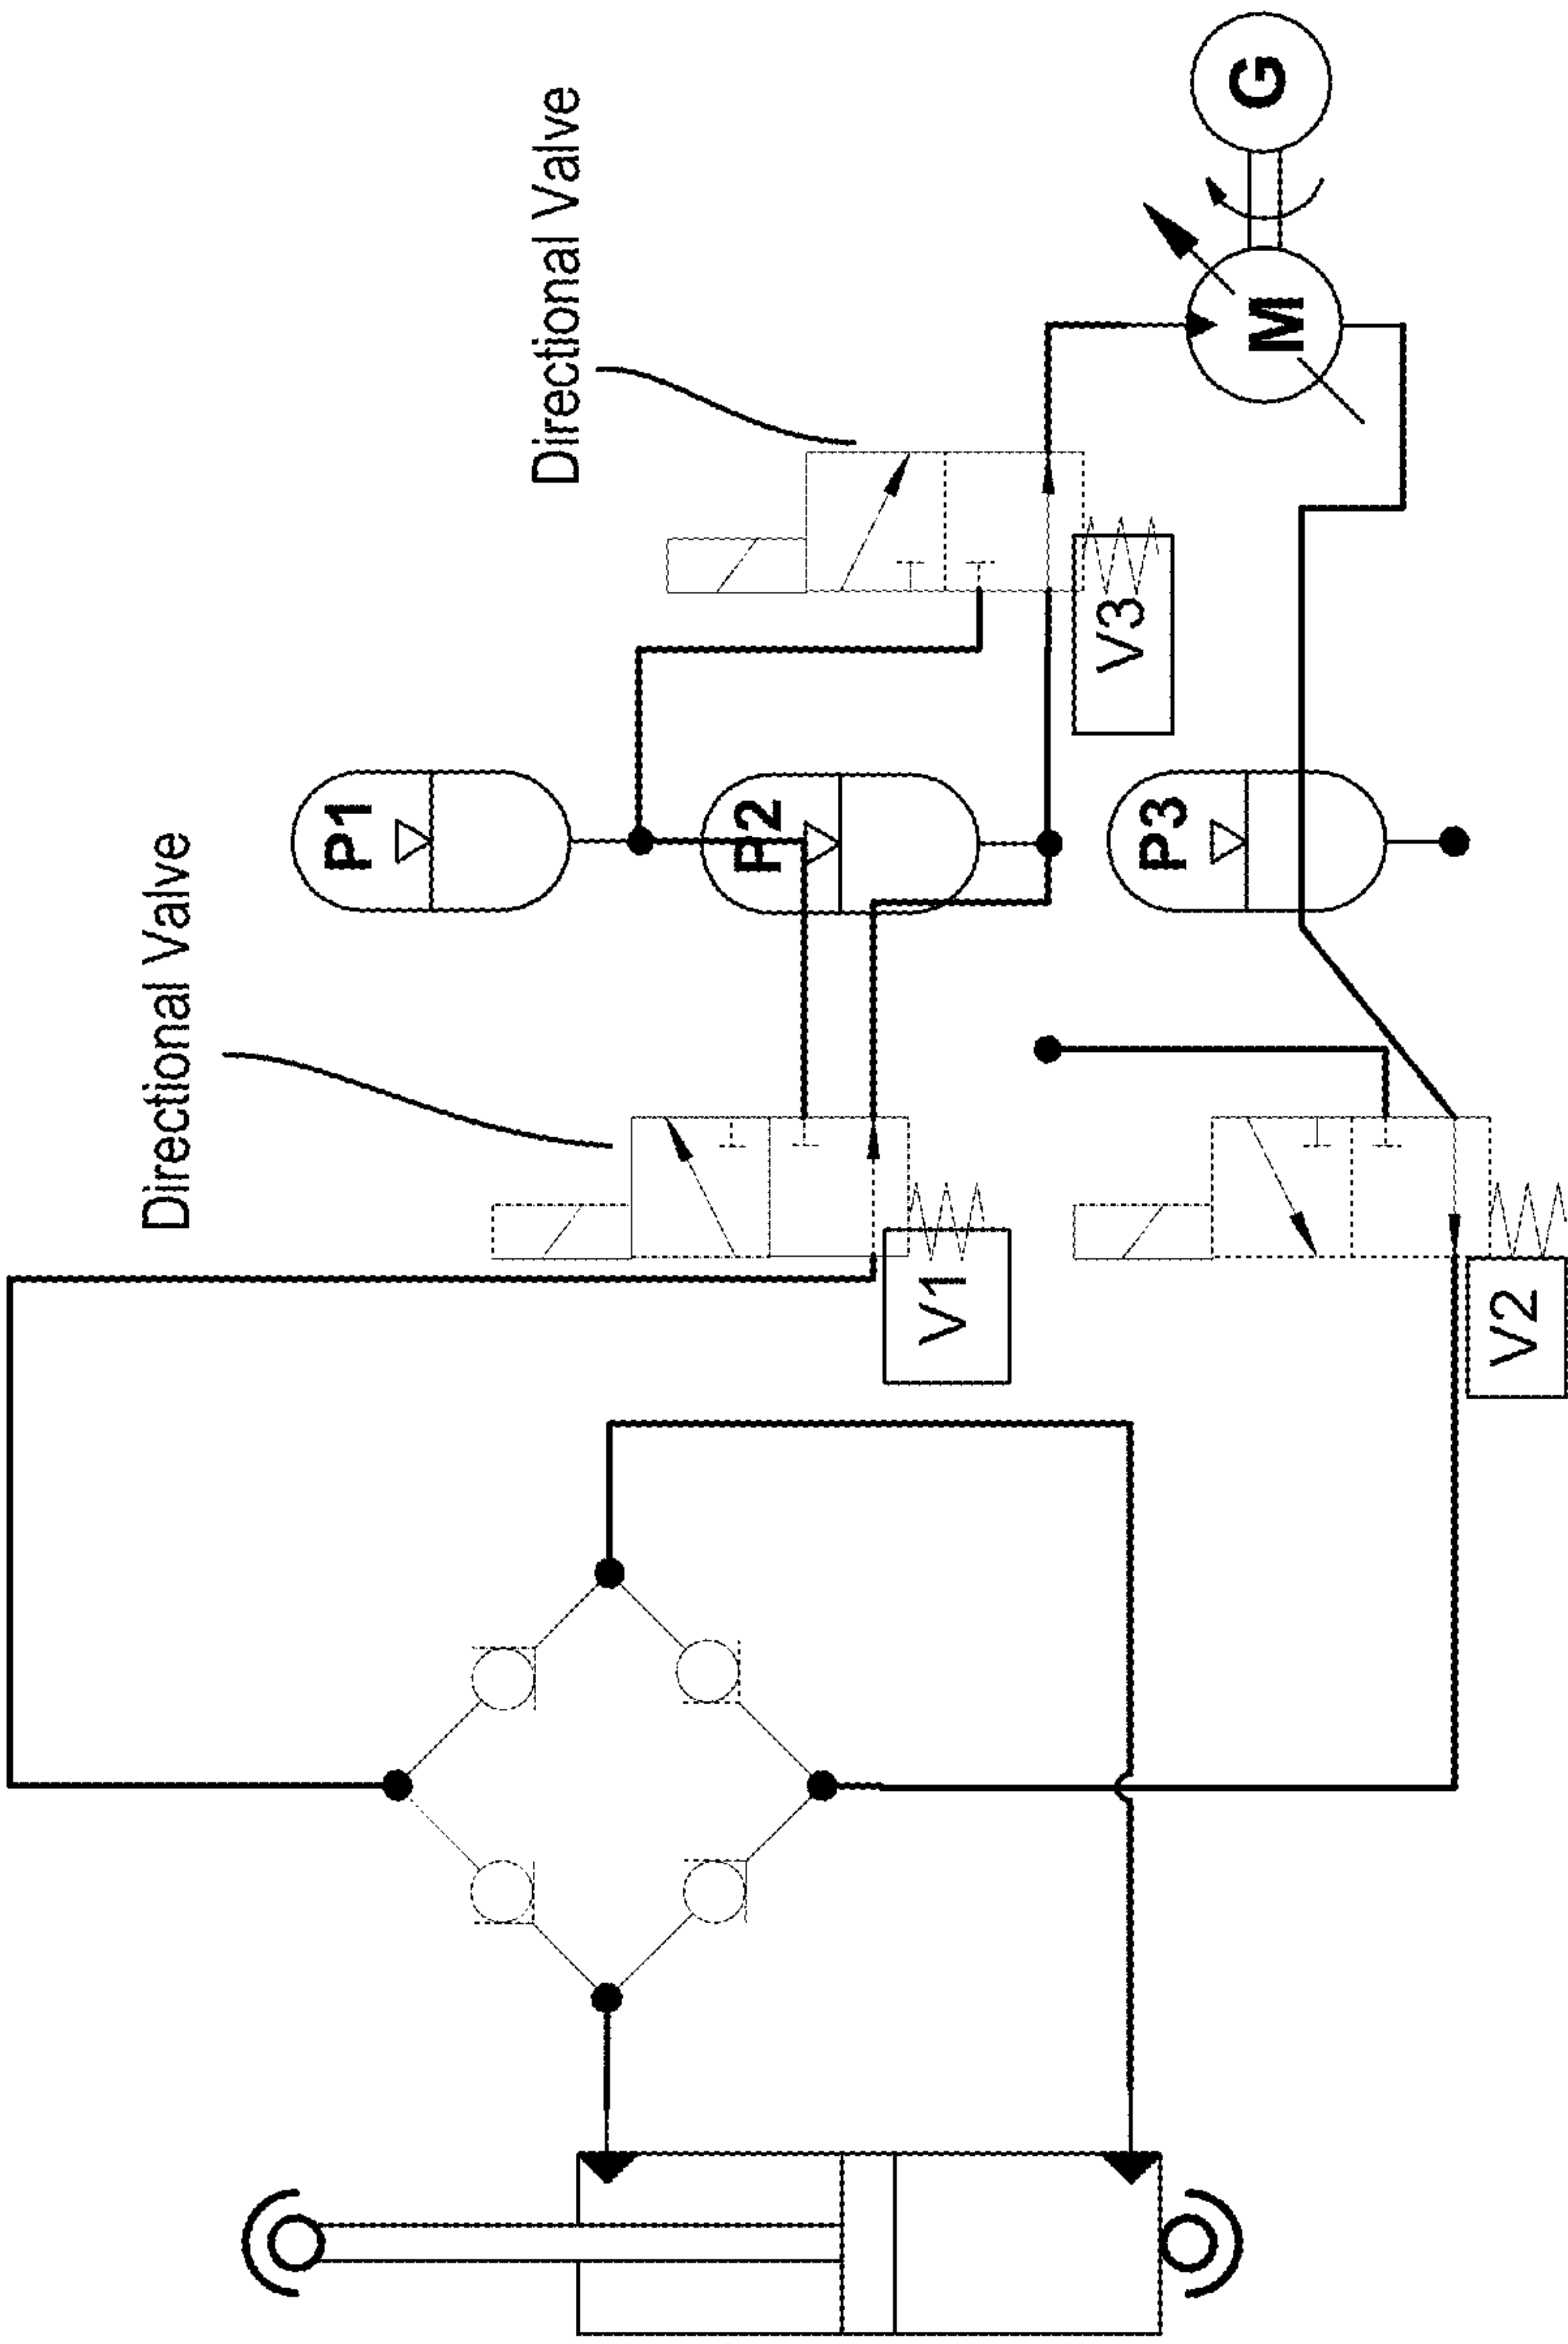 Directional Valve
Directional Valve
P1
P2
P3
V1
V2
V3
M
G